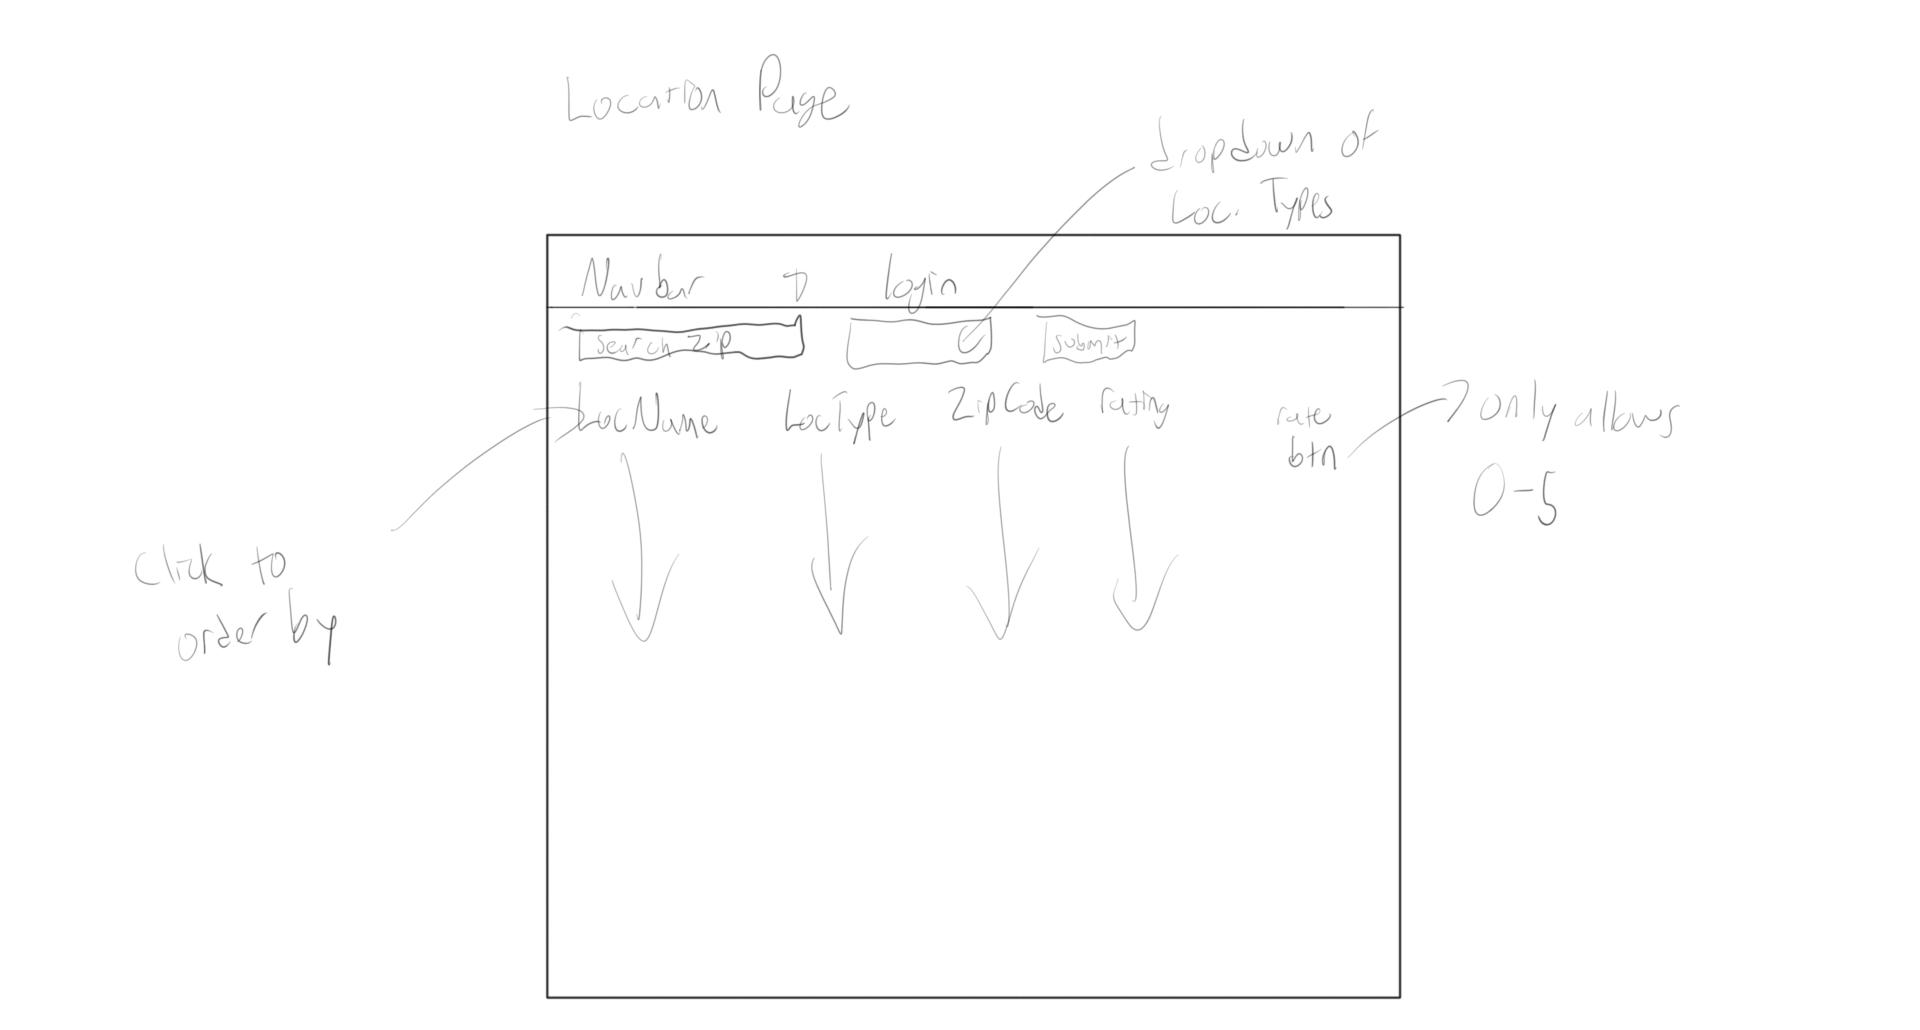 Location Page
dropdown of
Loc. Types
Navbar login
search zip
submit
LocName LocType ZipCode rating
rate
btn
only allows
0-5
Click to
order by